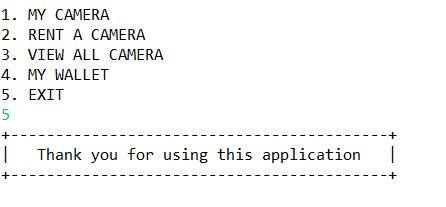 1. MY CAMERA
2. RENT A CAMERA
3. VIEW ALL CAMERA
4. MY WALLET
5. EXIT
5
+------------------------------------------+
|   Thank you for using this application   |
+------------------------------------------+